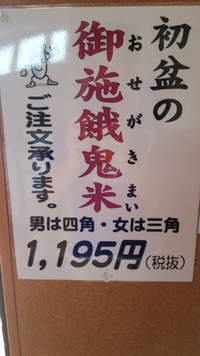 初盆の
御施餓鬼米
おせがきまい
ご注文承ります。
男は四角・女は三角
1,195円(税抜)